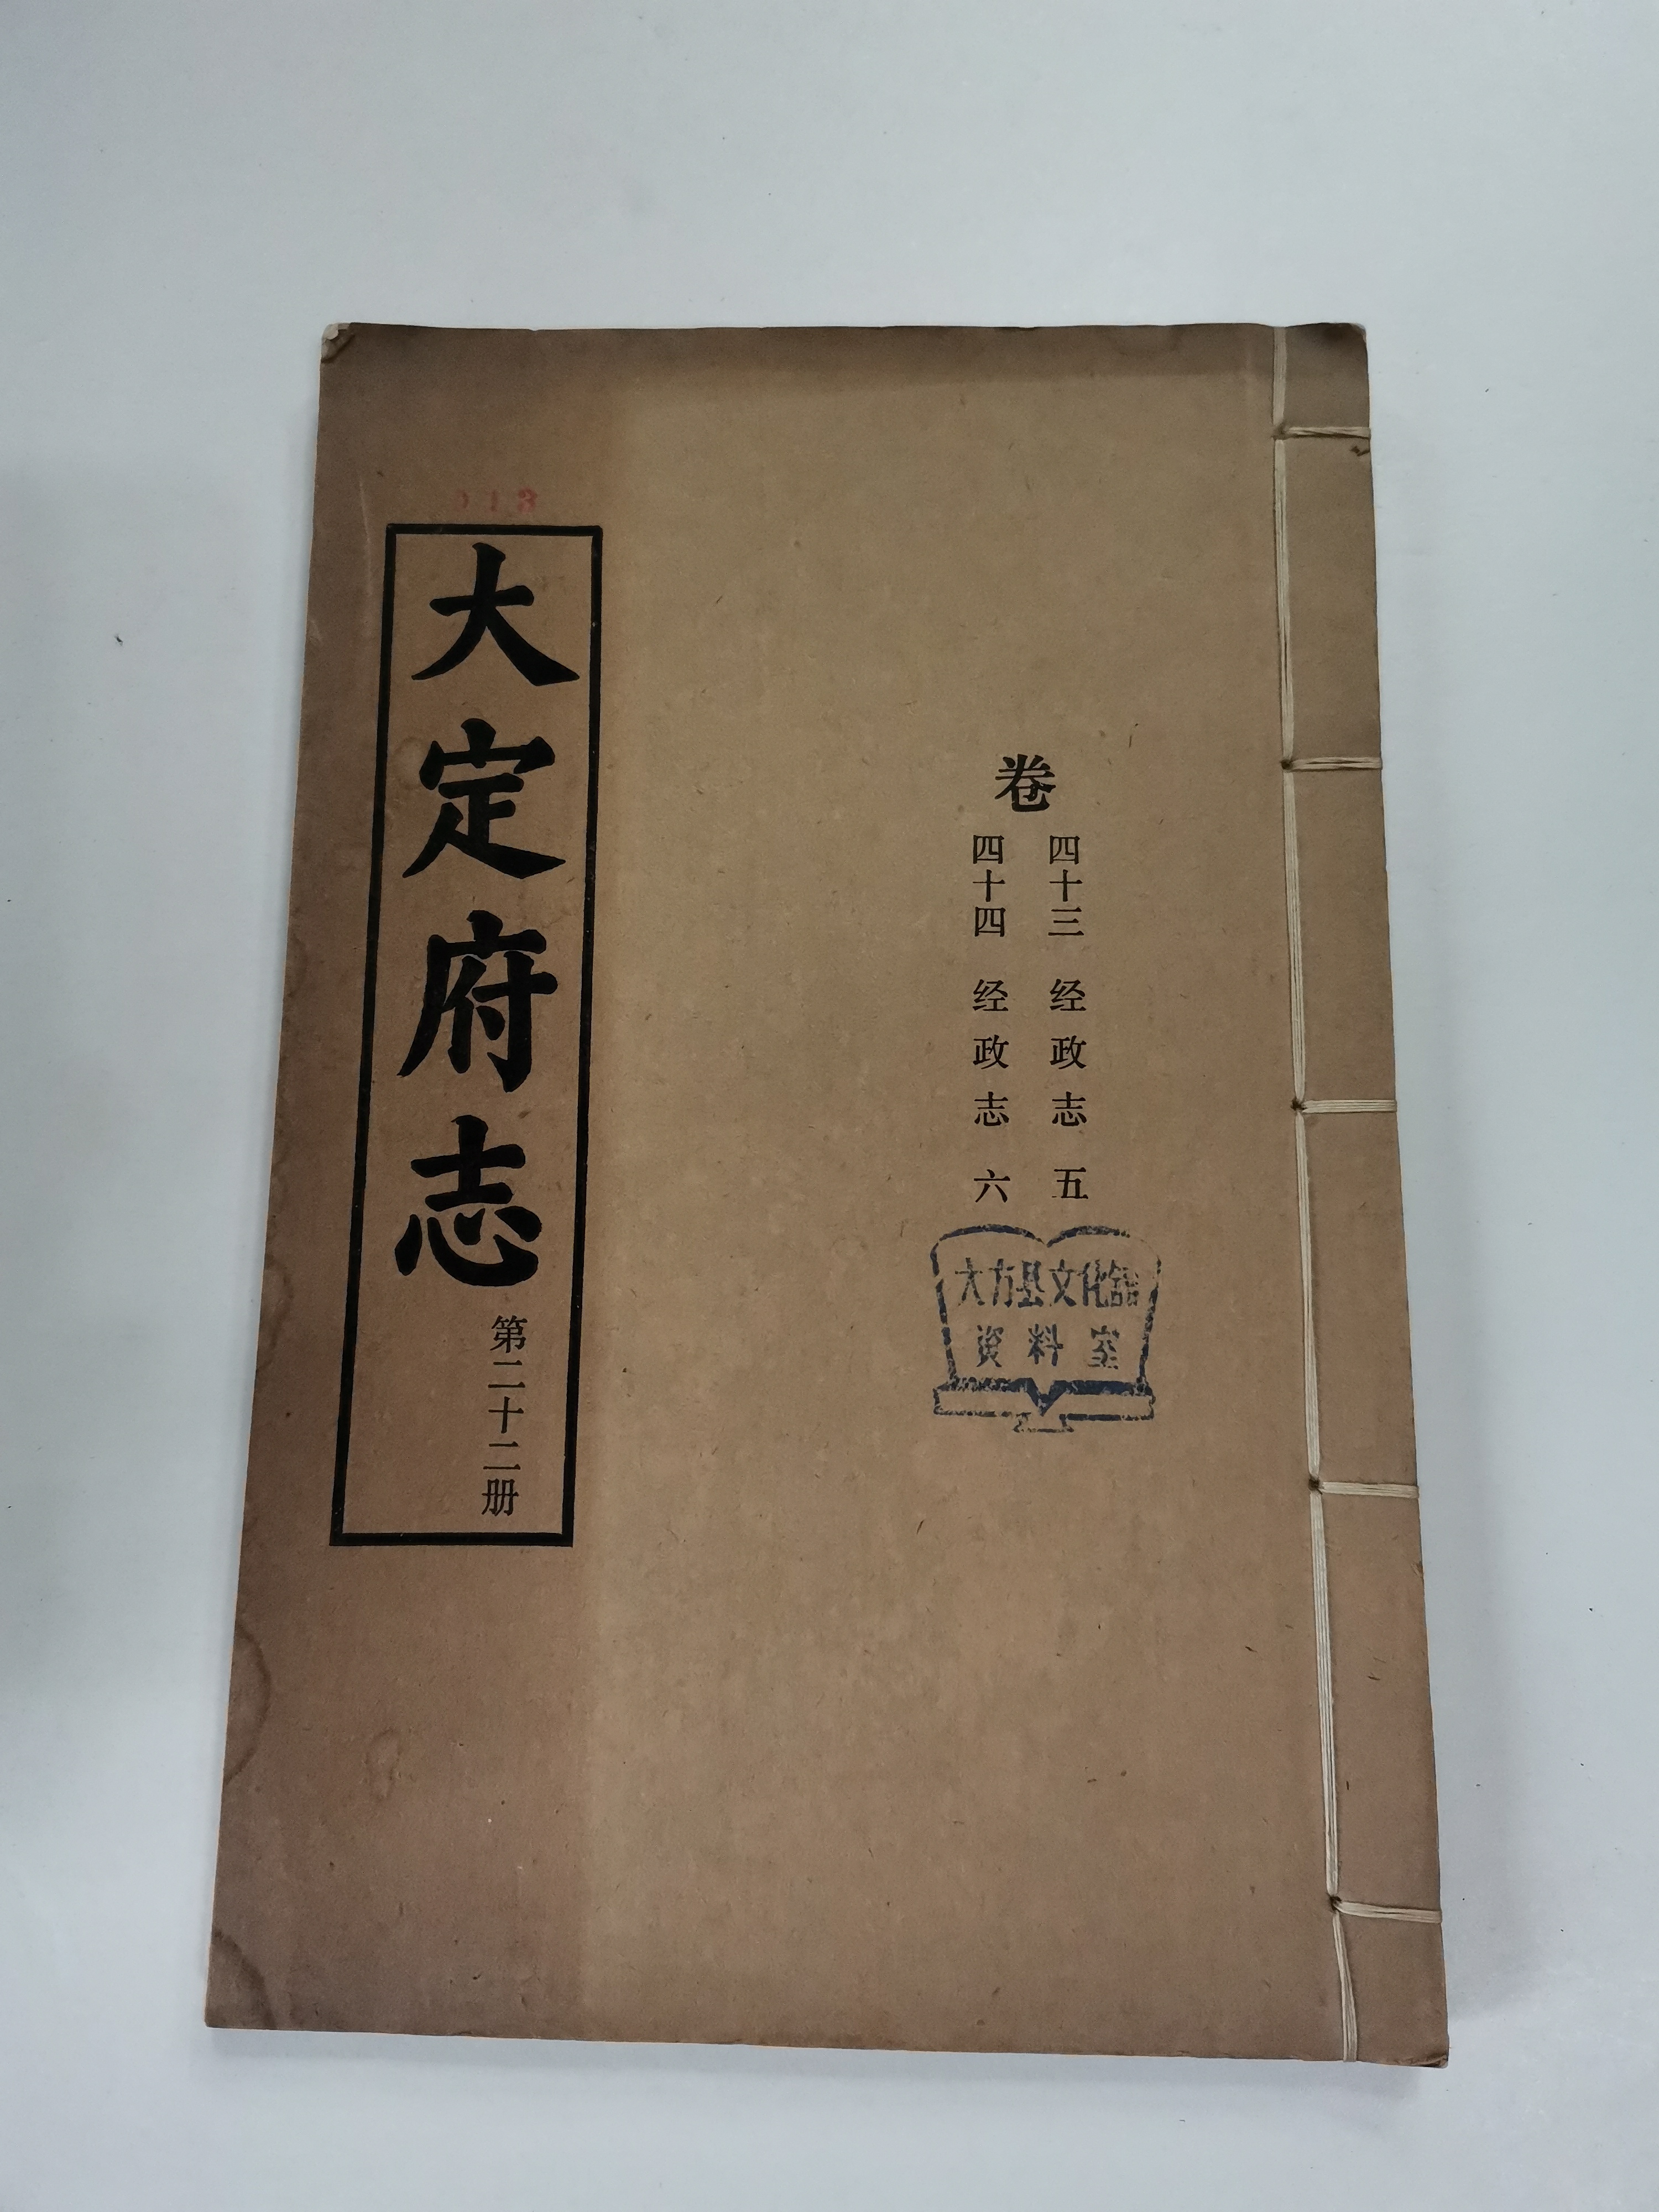 卷
四十三 经政志 五
四十四 经政志 六
大方县文化馆
资料室
013
大定府志
第二十二册